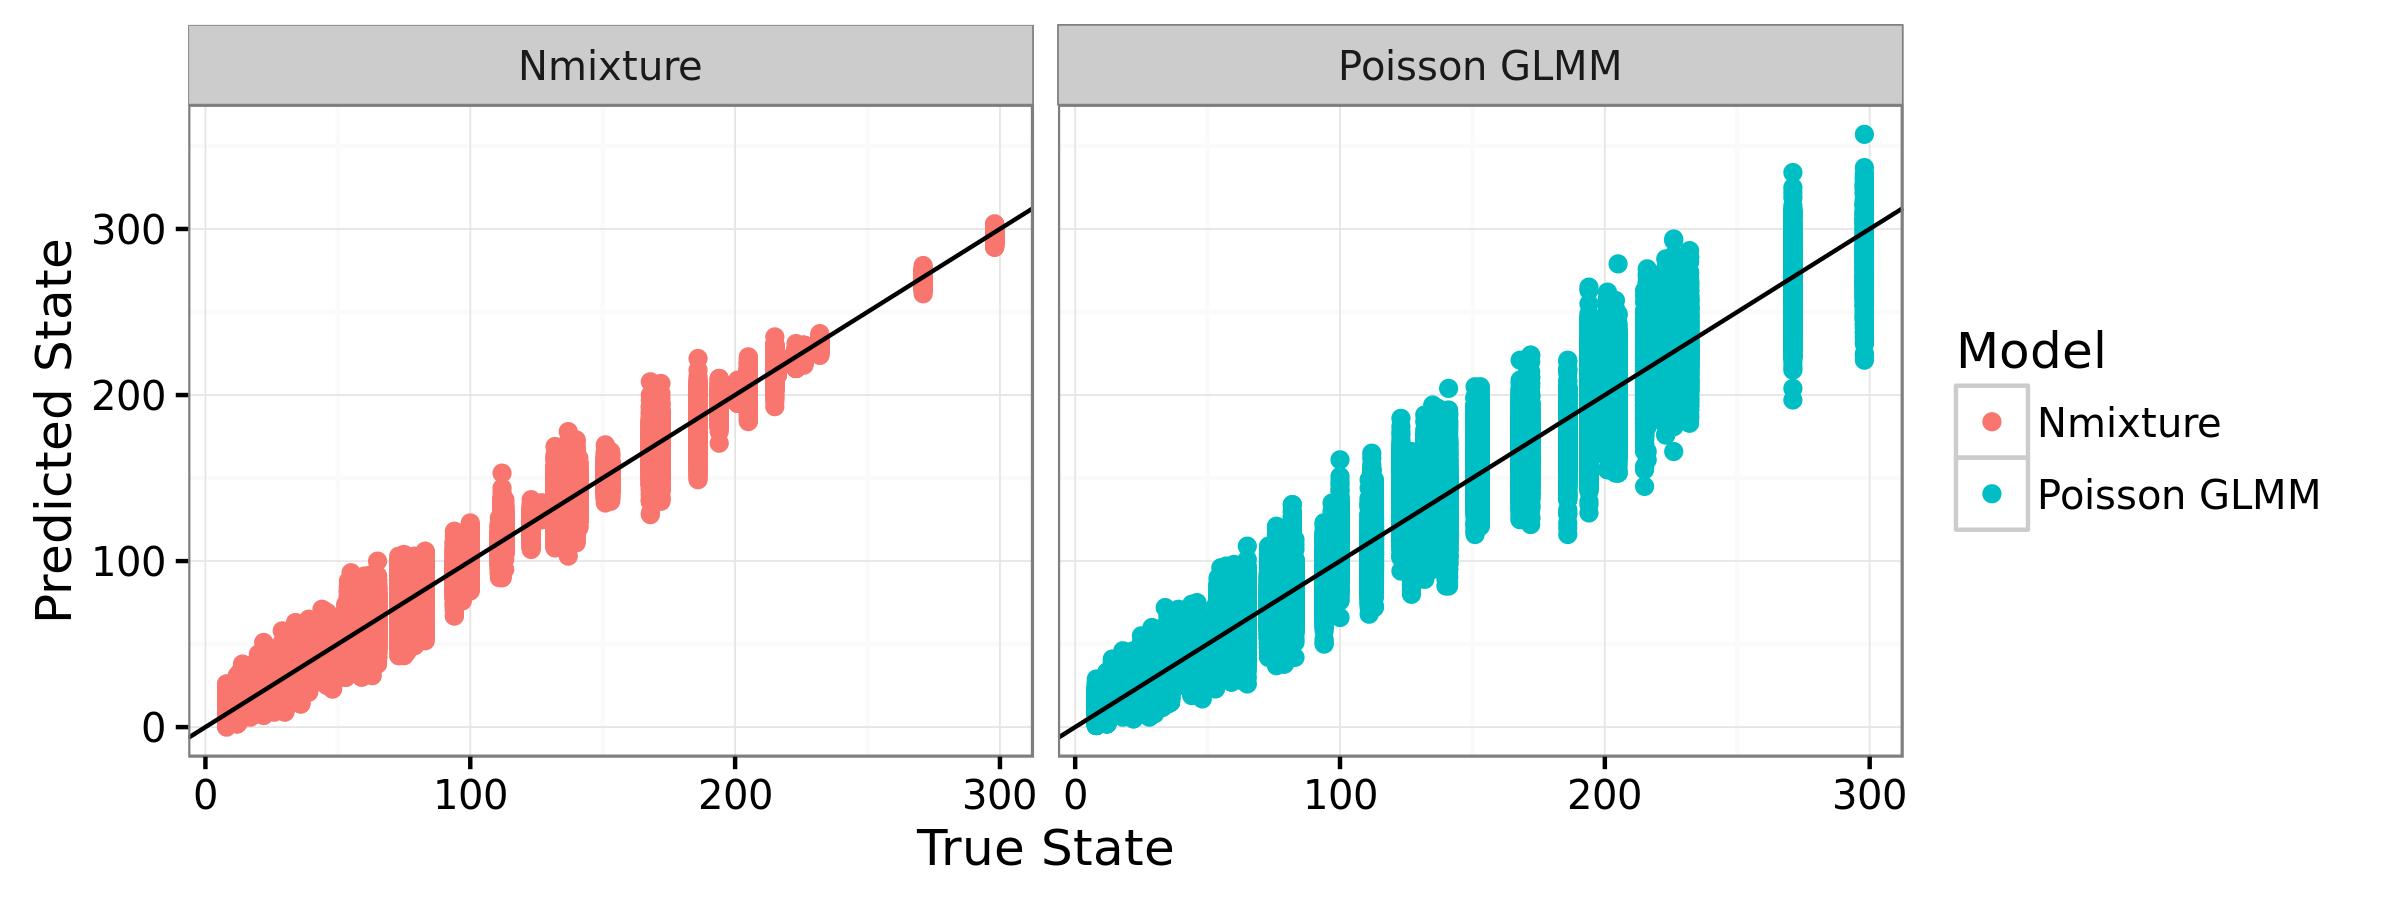 Nmixture
Poisson GLMM
Predicted State
300
200
100
0
0 100 200 300
0 100 200 300
True State
Model
Nmixture
Poisson GLMM